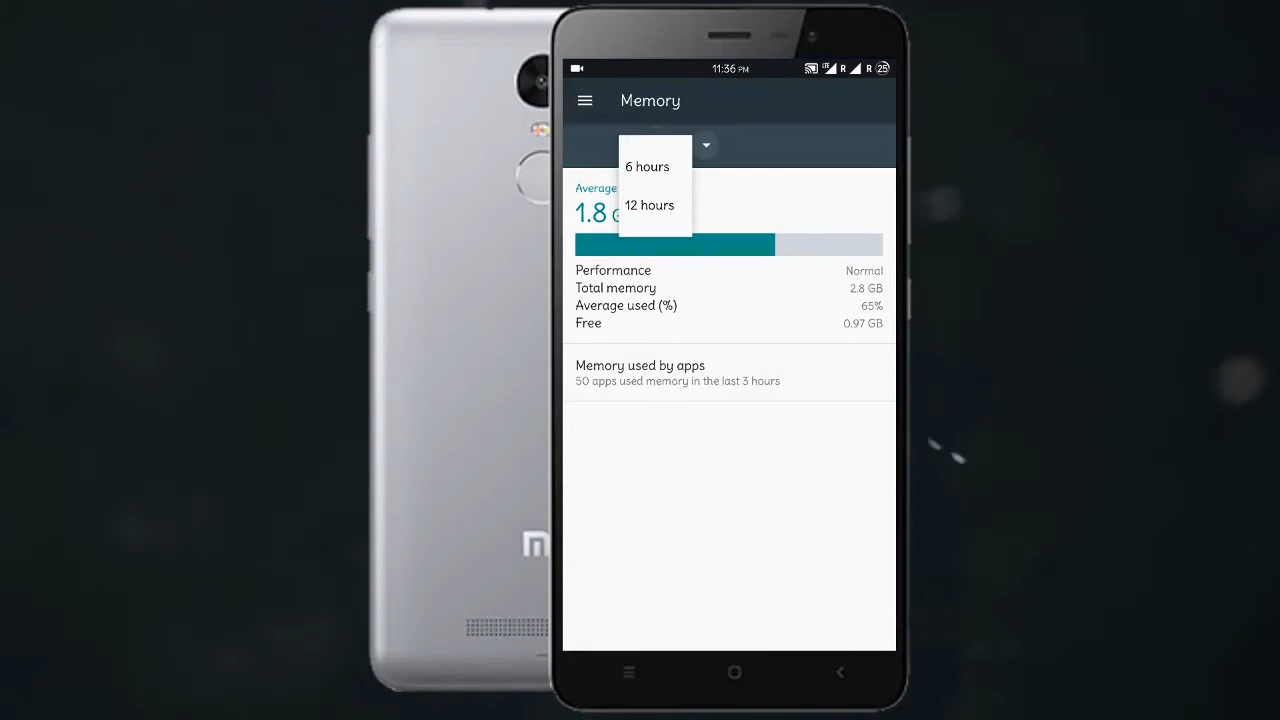 11:36 PM
LTE R R 25
Memory
6 hours
12 hours
Average
1.8 G
Performance Normal
Total memory 2.8 GB
Average used (%) 65%
Free 0.97 GB
Memory used by apps
50 apps used memory in the last 3 hours